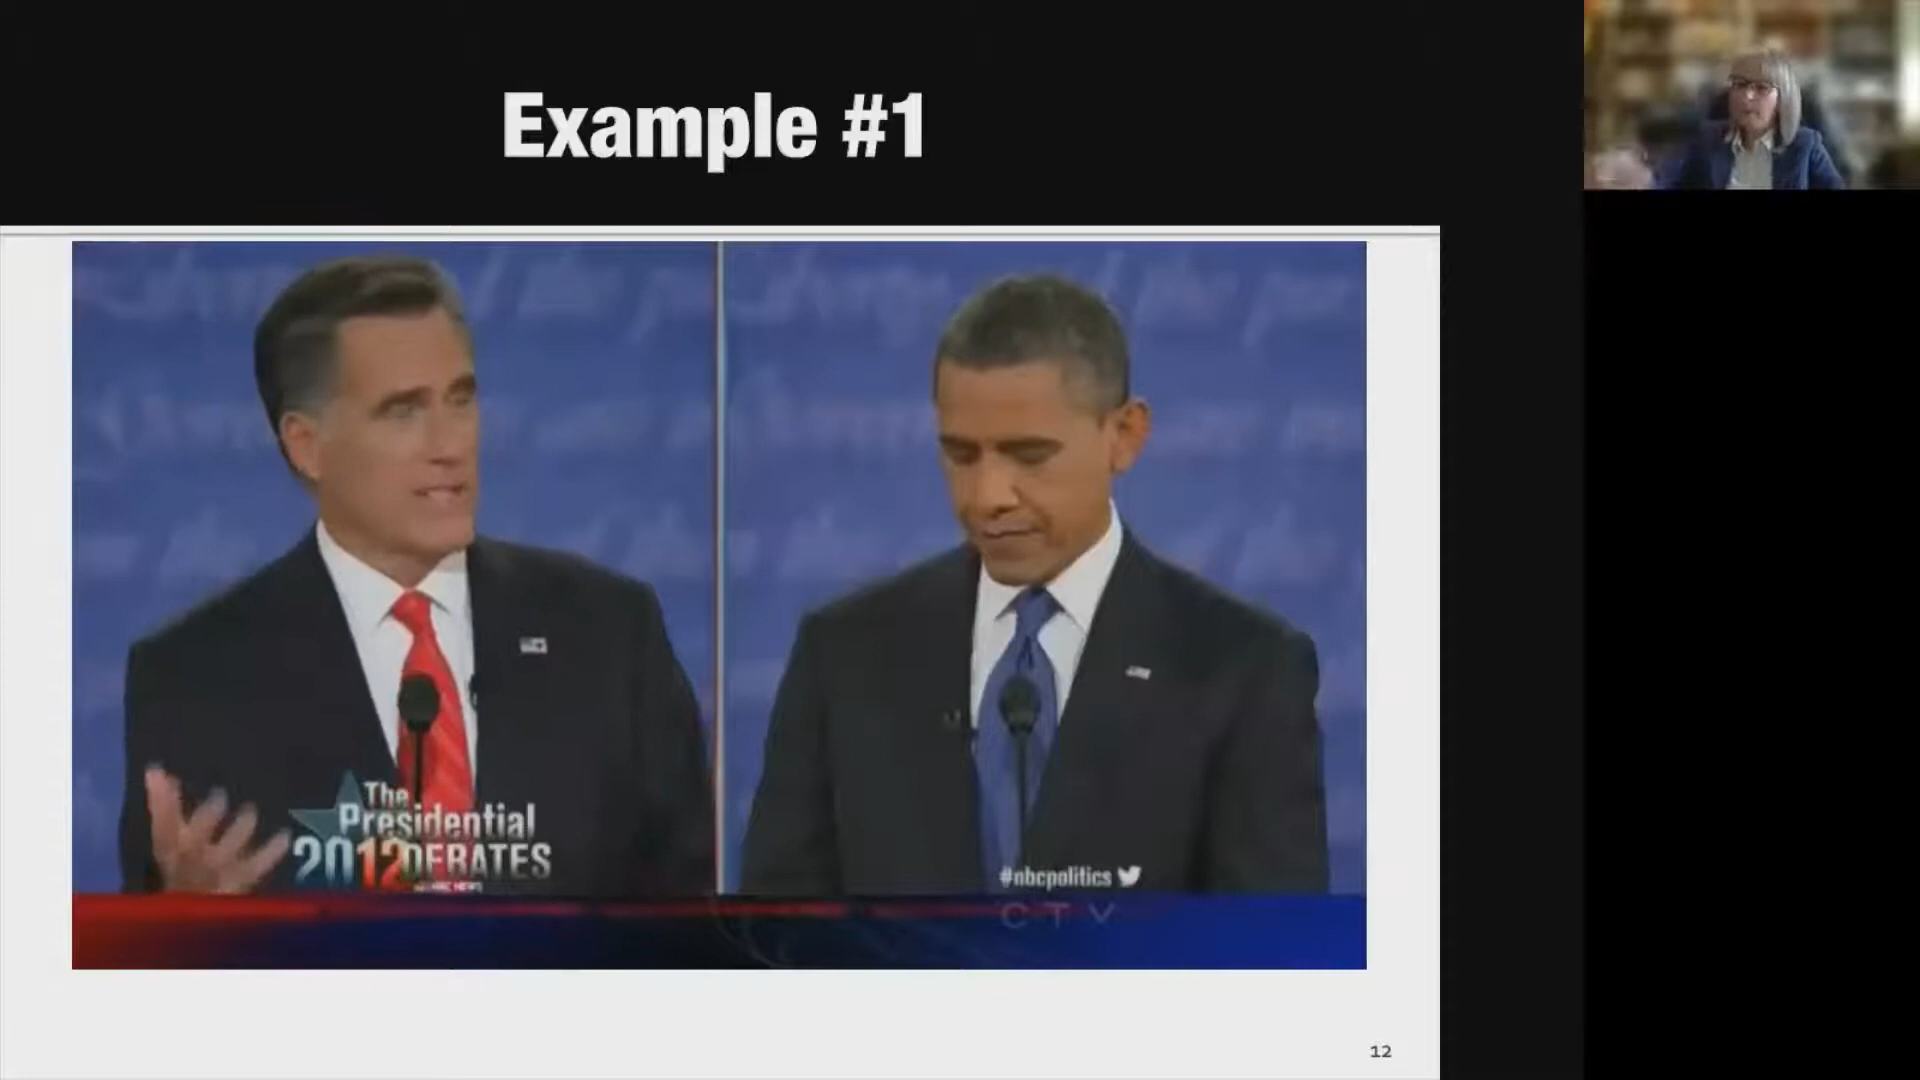 Example #1
The
Presidential
2012 DEBATES
#nbcpolitics
CTV
12